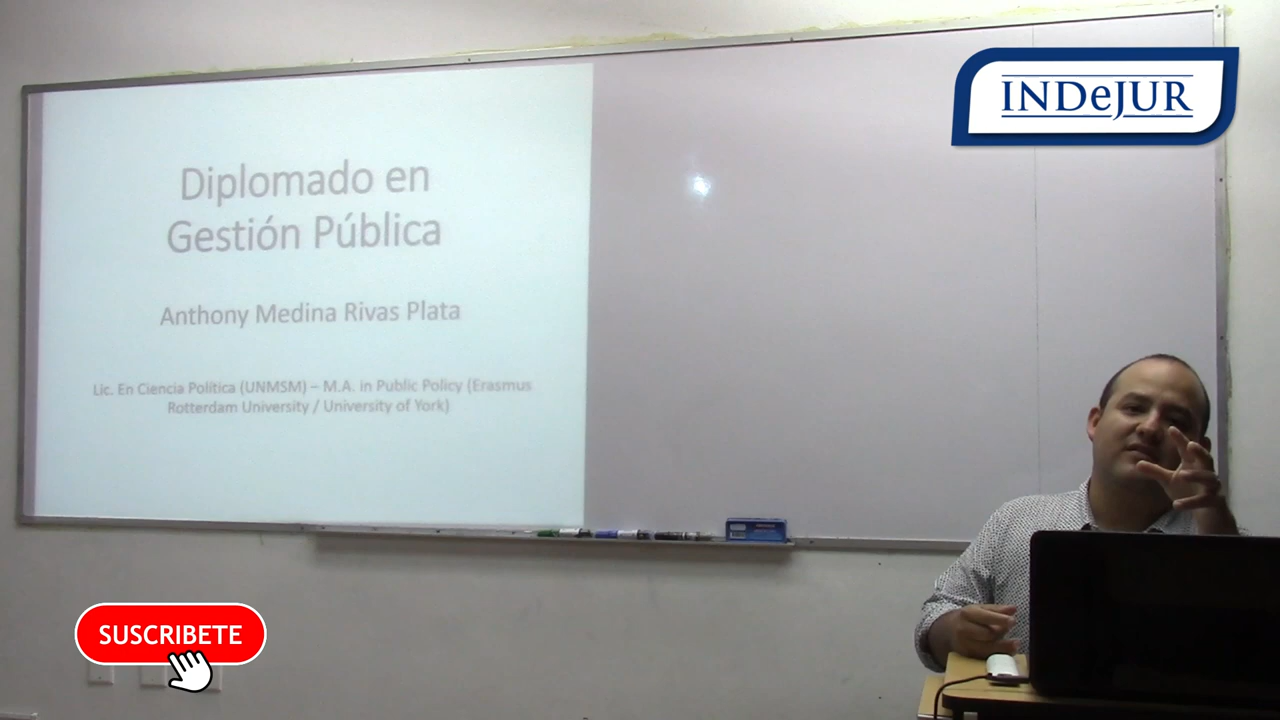 INDeJUR
Diplomado en
Gestión Pública
Anthony Medina Rivas Plata
Lic. En Ciencia Política (UNMSM) – M.A. in Public Policy (Erasmus
Rotterdam University / University of York)
SUSCRIBETE